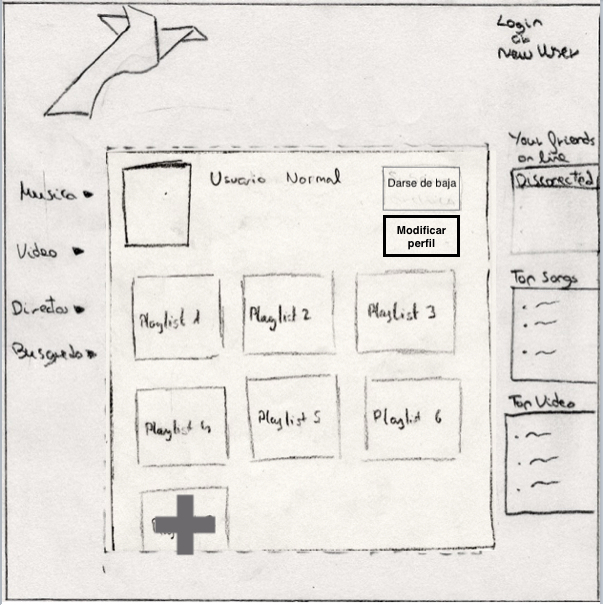 Login
or
New User
Your friends
on line
Disconected
Musica
Video
Directos
Busqueda
Usuario Normal
Darse de baja
Modificar
perfil
Playlist 1
Playlist 2
Playlist 3
Playlist 4
Playlist 5
Playlist 6
Top Songs
Top Video